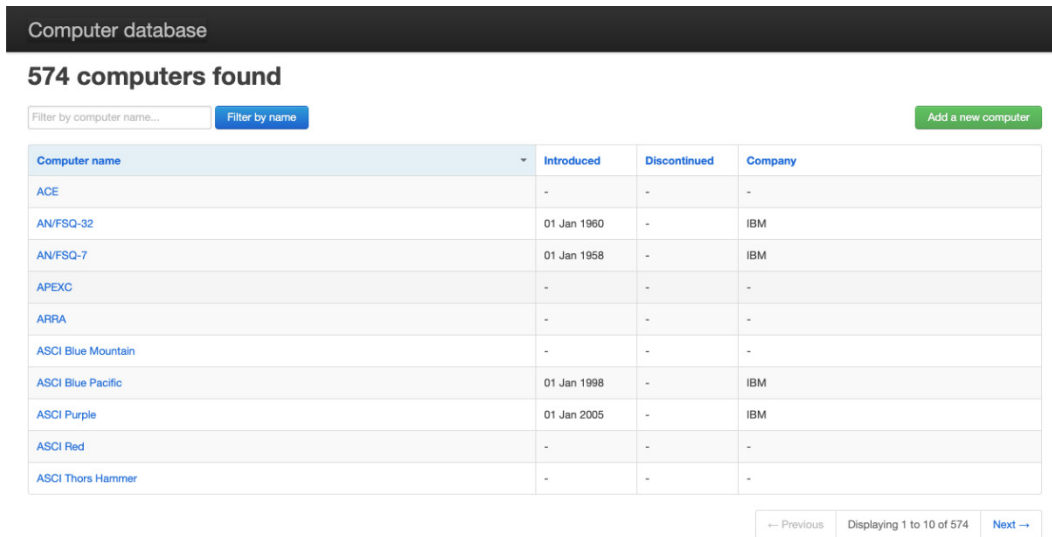 Computer database
574 computers found
Filter by computer name... Filter by name Add a new computer
Computer name Introduced Discontinued Company
ACE - - -
AN/FSQ-32 01 Jan 1960 - IBM
AN/FSQ-7 01 Jan 1958 - IBM
APEXC - - -
ARRA - - -
ASCI Blue Mountain - - -
ASCI Blue Pacific 01 Jan 1998 - IBM
ASCI Purple 01 Jan 2005 - IBM
ASCI Red - - -
ASCI Thors Hammer - - -
← Previous Displaying 1 to 10 of 574 Next →